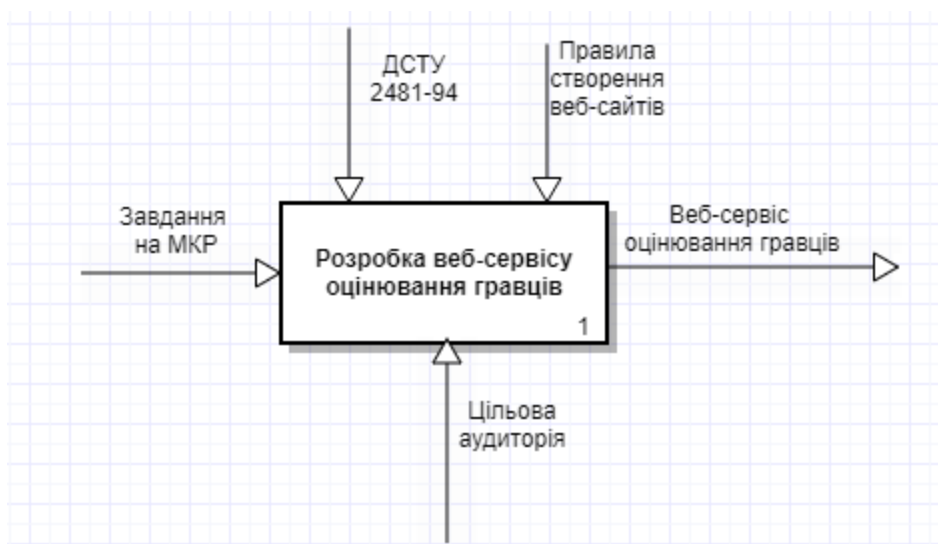 ДСТУ
2481-94
Правила
створення
веб-сайтів
Завдання
на МКР
Розробка веб-сервісу
оцінювання гравців
1
Веб-сервіс
оцінювання гравців
Цільова
аудиторія